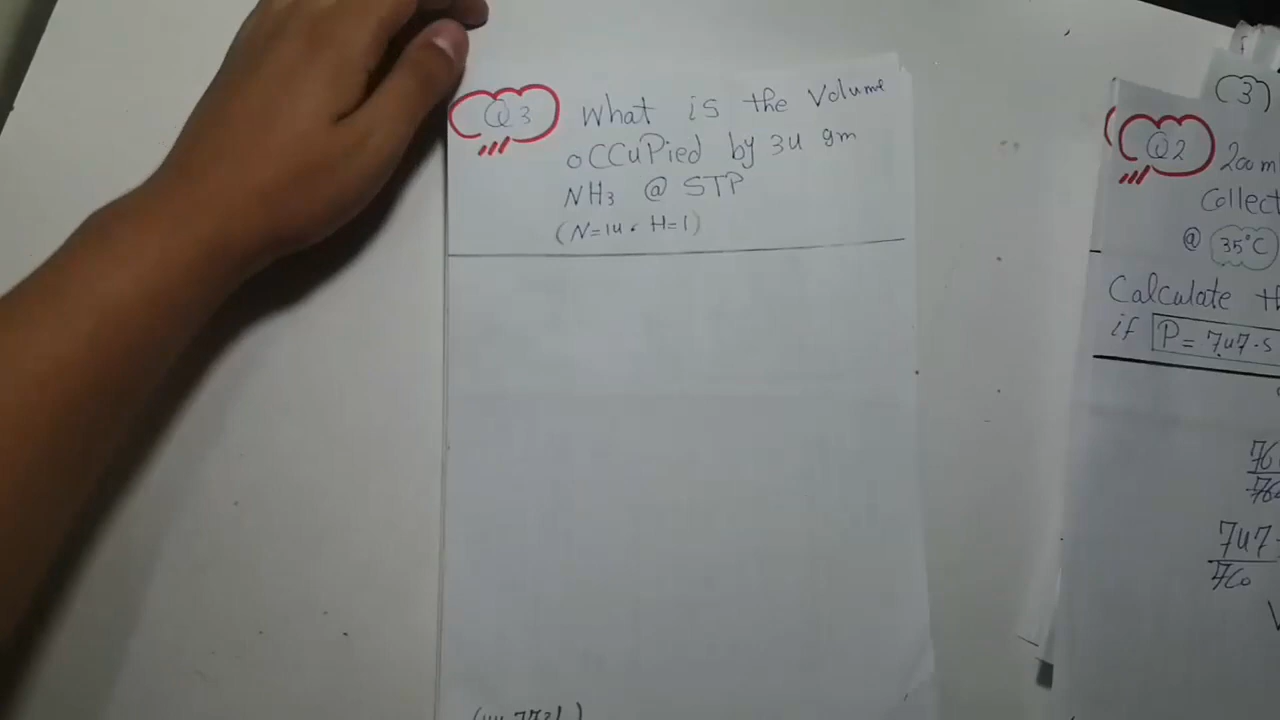 Q3 What is the Volume
occupied by 34 gm
NH3 @ STP
(N=14. H=1)
(3)
Q2 200 m
Collect
@ 35°C
Calculate th
if P= 747.5
76
76
747.
760